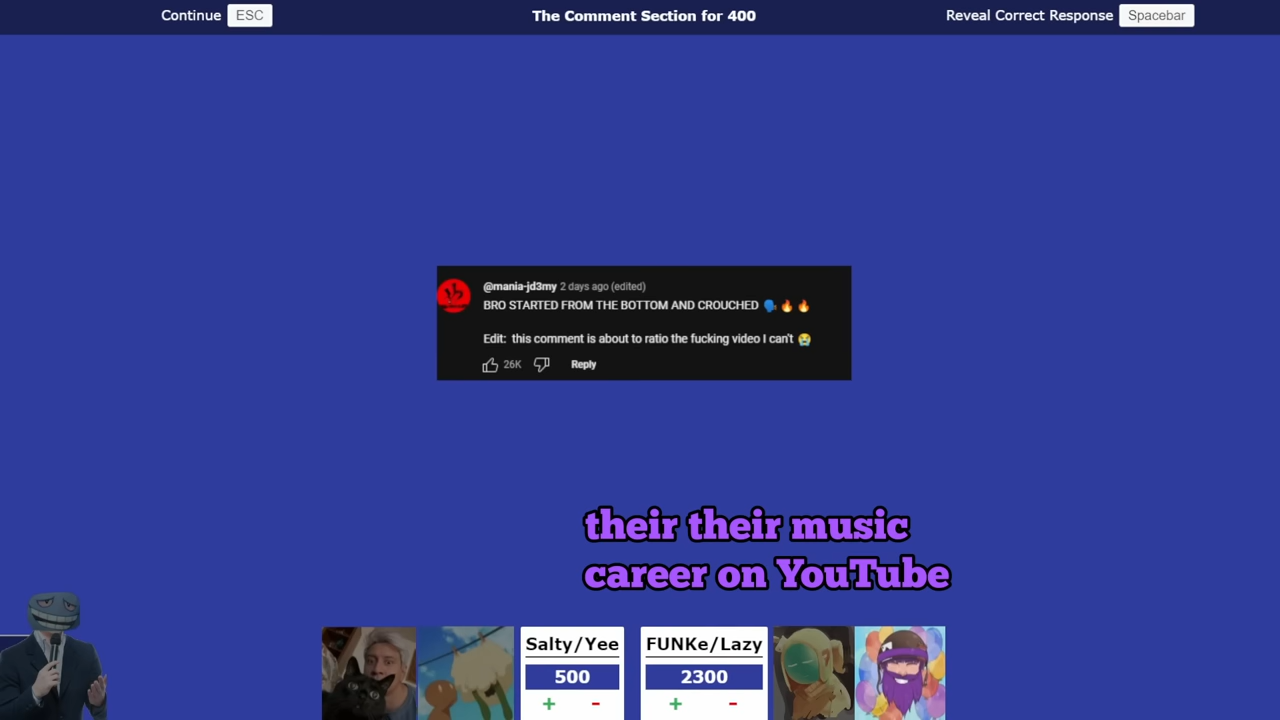 Continue ESC
The Comment Section for 400
Reveal Correct Response Spacebar
@mania-jd3my 2 days ago (edited)
BRO STARTED FROM THE BOTTOM AND CROUCHED 🗣️🔥🔥
Edit: this comment is about to ratio the fucking video I can't 😭
26K Reply
their their music
career on YouTube
Salty/Yee
500
+ -
FUNKe/Lazy
2300
+ -